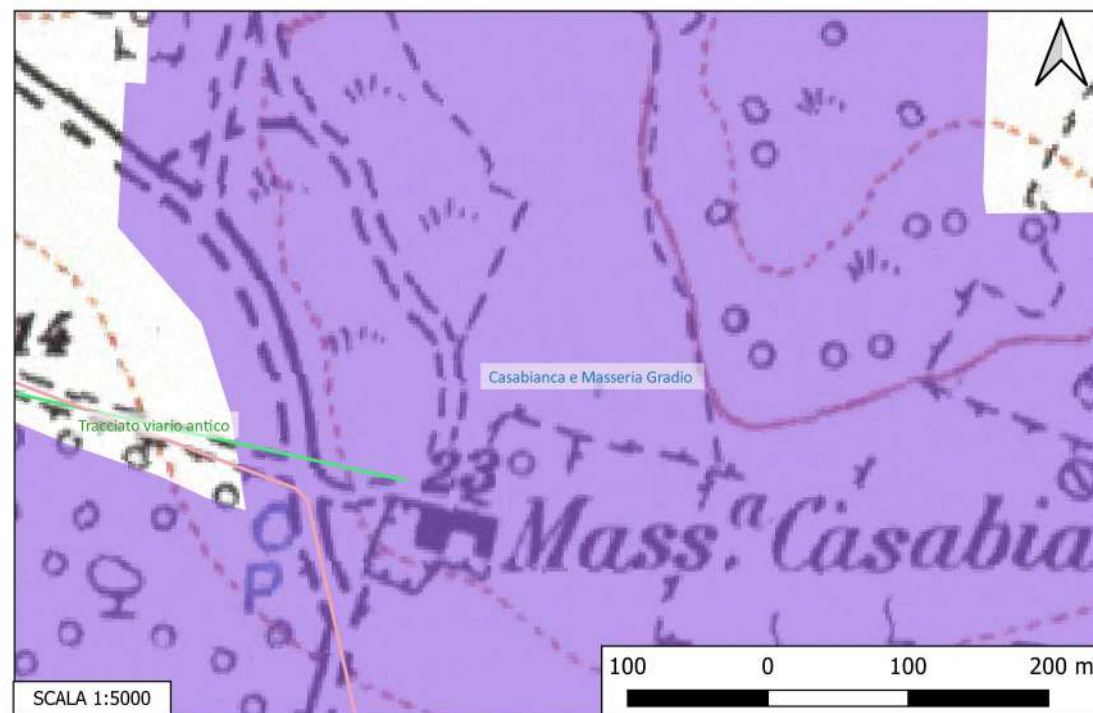 14
Casabianca e Masseria Gradio
Tracciato viario antico
23
P
Mass.ª Casabia
SCALA 1:5000
100 0 100 200 m